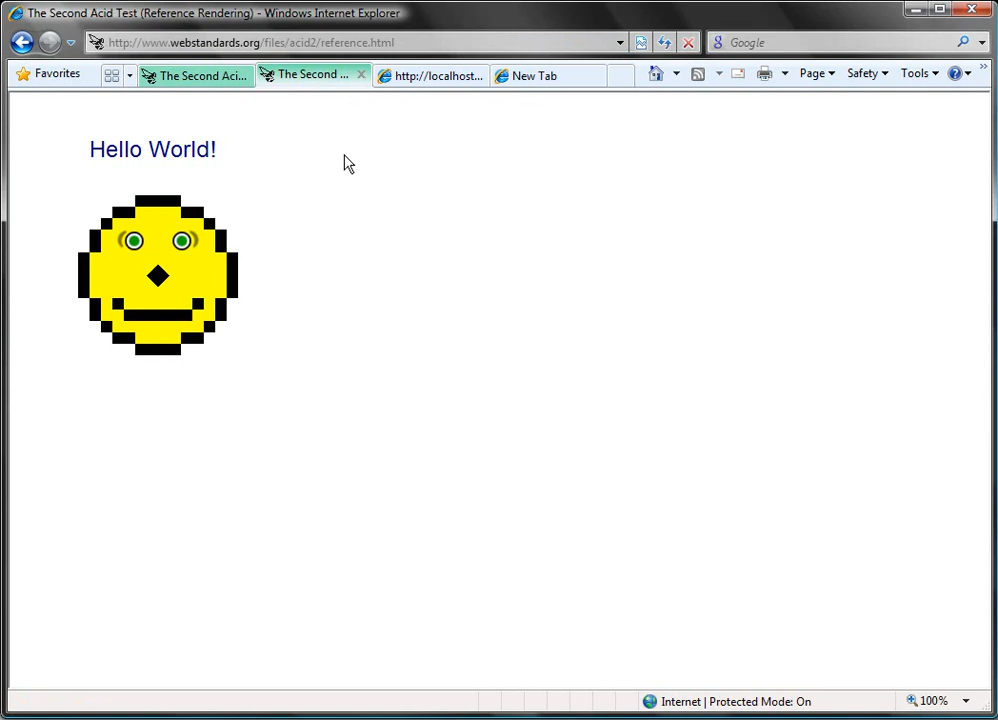 The Second Acid Test (Reference Rendering) - Windows Internet Explorer
http://www.webstandards.org/files/acid2/reference.html
Google
Favorites
The Second Aci...
The Second ...
http://localhost...
New Tab
Page
Safety
Tools
Hello World!
Internet | Protected Mode: On
100%